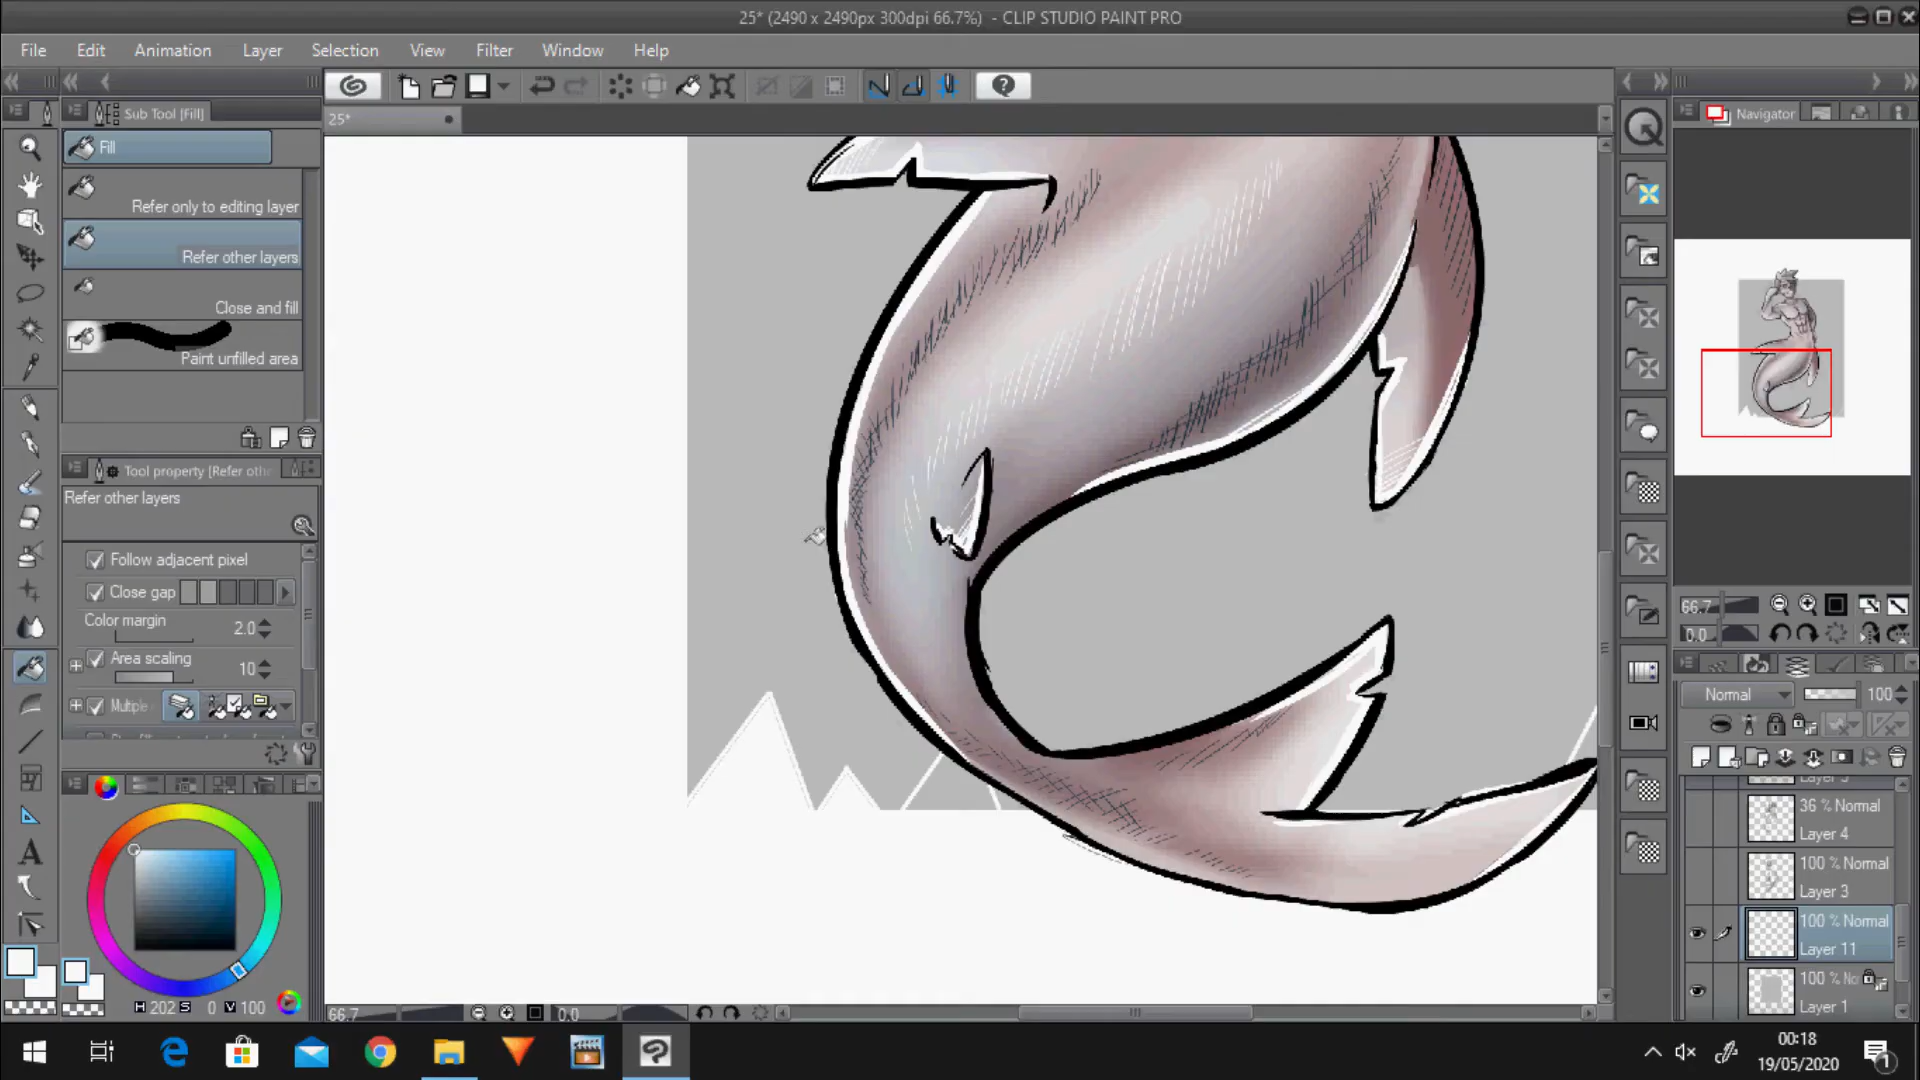 25* (2490 x 2490px 300dpi 66.7%) - CLIP STUDIO PAINT PRO
File Edit Animation Layer Selection View Filter Window Help
Sub Tool [Fill]
25*
Navigator
Fill
Refer only to editing layer
Refer other layers
Close and fill
Paint unfilled area
Tool property [Refer othe
Refer other layers
Follow adjacent pixel
Close gap
Color margin 2.0
Area scaling 10
Multiple
H 202 S 0 V 100
66.7 0.0
66.7
0.0
Normal 100
Layer 5
36 % Normal
Layer 4
100 % Normal
Layer 3
100 % Normal
Layer 11
100 % No
Layer 1
00:18
19/05/2020
1